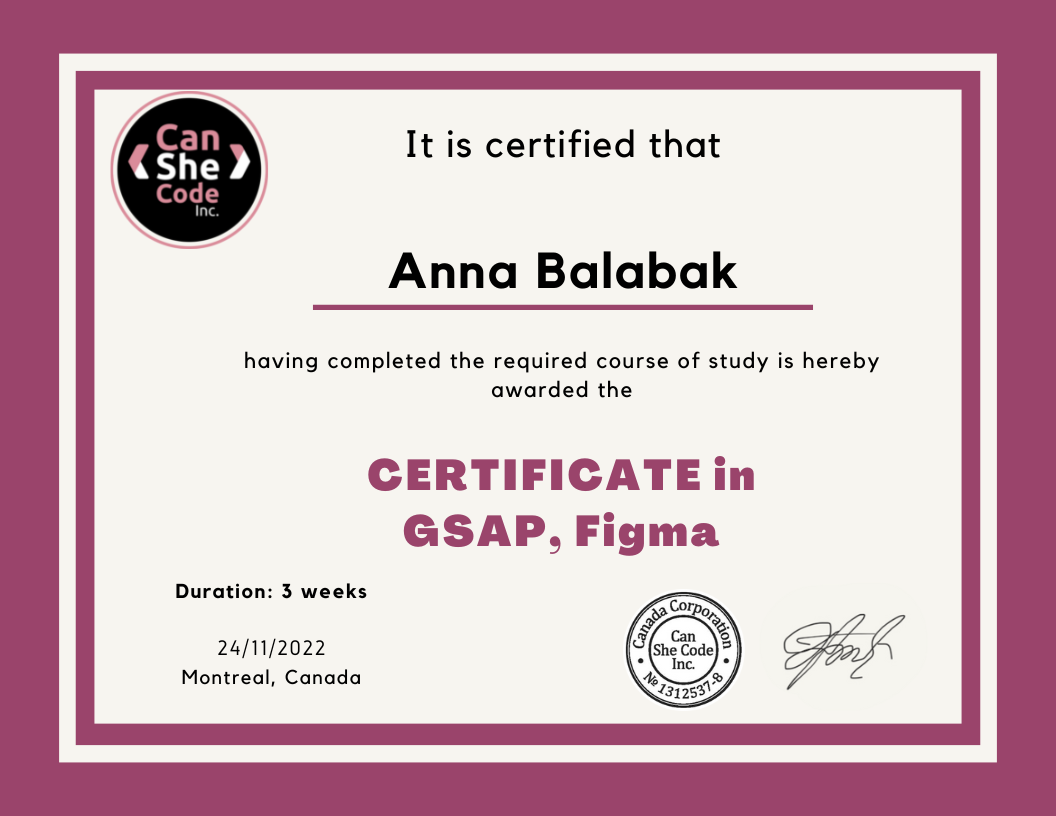 Can
She
Code
Inc.
It is certified that
Anna Balabak
having completed the required course of study is hereby
awarded the
CERTIFICATE in
GSAP, Figma
Duration: 3 weeks
24/11/2022
Montreal, Canada
Canada Corporation
Can
She Code
Inc.
№ 1312537-8